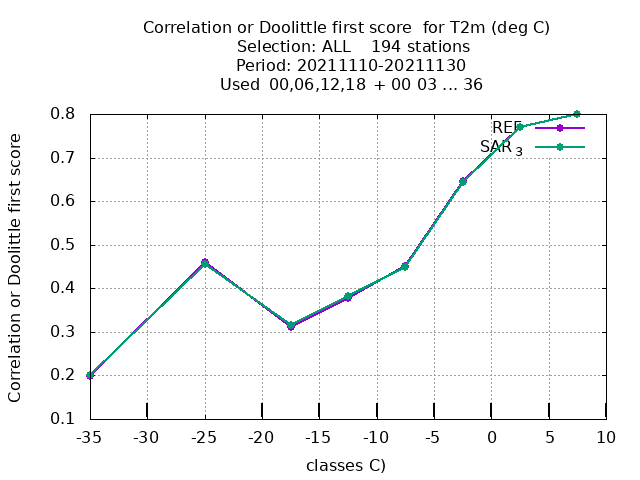 Correlation or Doolittle first score  for T2m (deg C)
Selection: ALL    194 stations
Period: 20211110-20211130
Used  00,06,12,18  + 00 03 ... 36
Correlation or Doolittle first score
0.8
0.7
0.6
0.5
0.4
0.3
0.2
0.1
REF
SAR 3
-35 -30 -25 -20 -15 -10 -5 0 5 10
classes C)